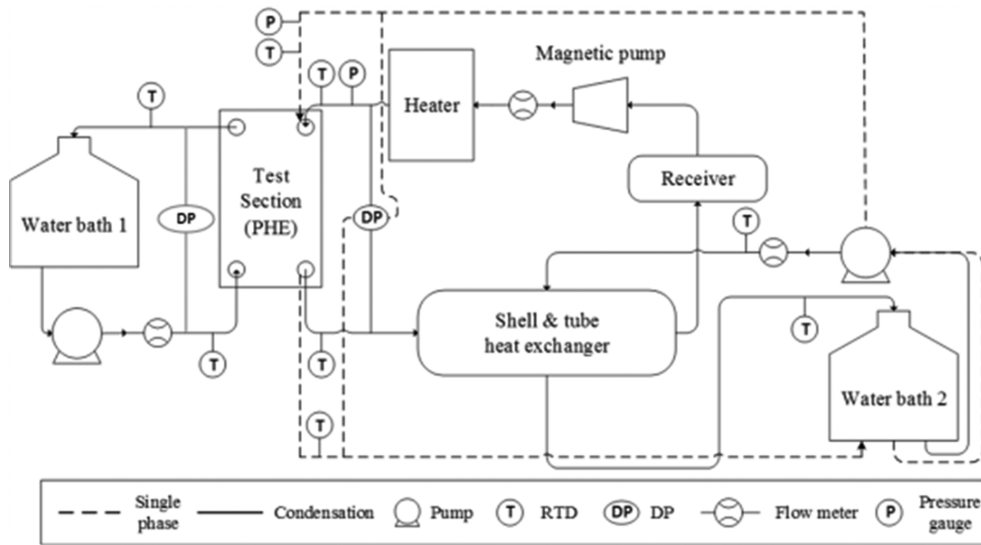 P
T
Magnetic pump
T
P
T
Heater
Test
Section
(PHE)
Receiver
Water bath 1
DP
DP
T
Shell & tube
heat exchanger
T
T
T
Water bath 2
T
Single
phase
Condensation
Pump
T
RTD
DP
DP
Flow meter
P
Pressure
gauge